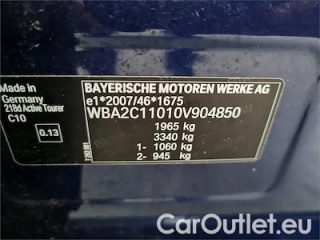 BAYERISCHE MOTOREN WERKE AG
Made in
Germany
e1*2007/46*1675
218d Active Tourer
WBA2C11010V904850
C10
1965 kg
0.13
3340 kg
1- 1060 kg
2- 945 kg
CarOutlet.eu